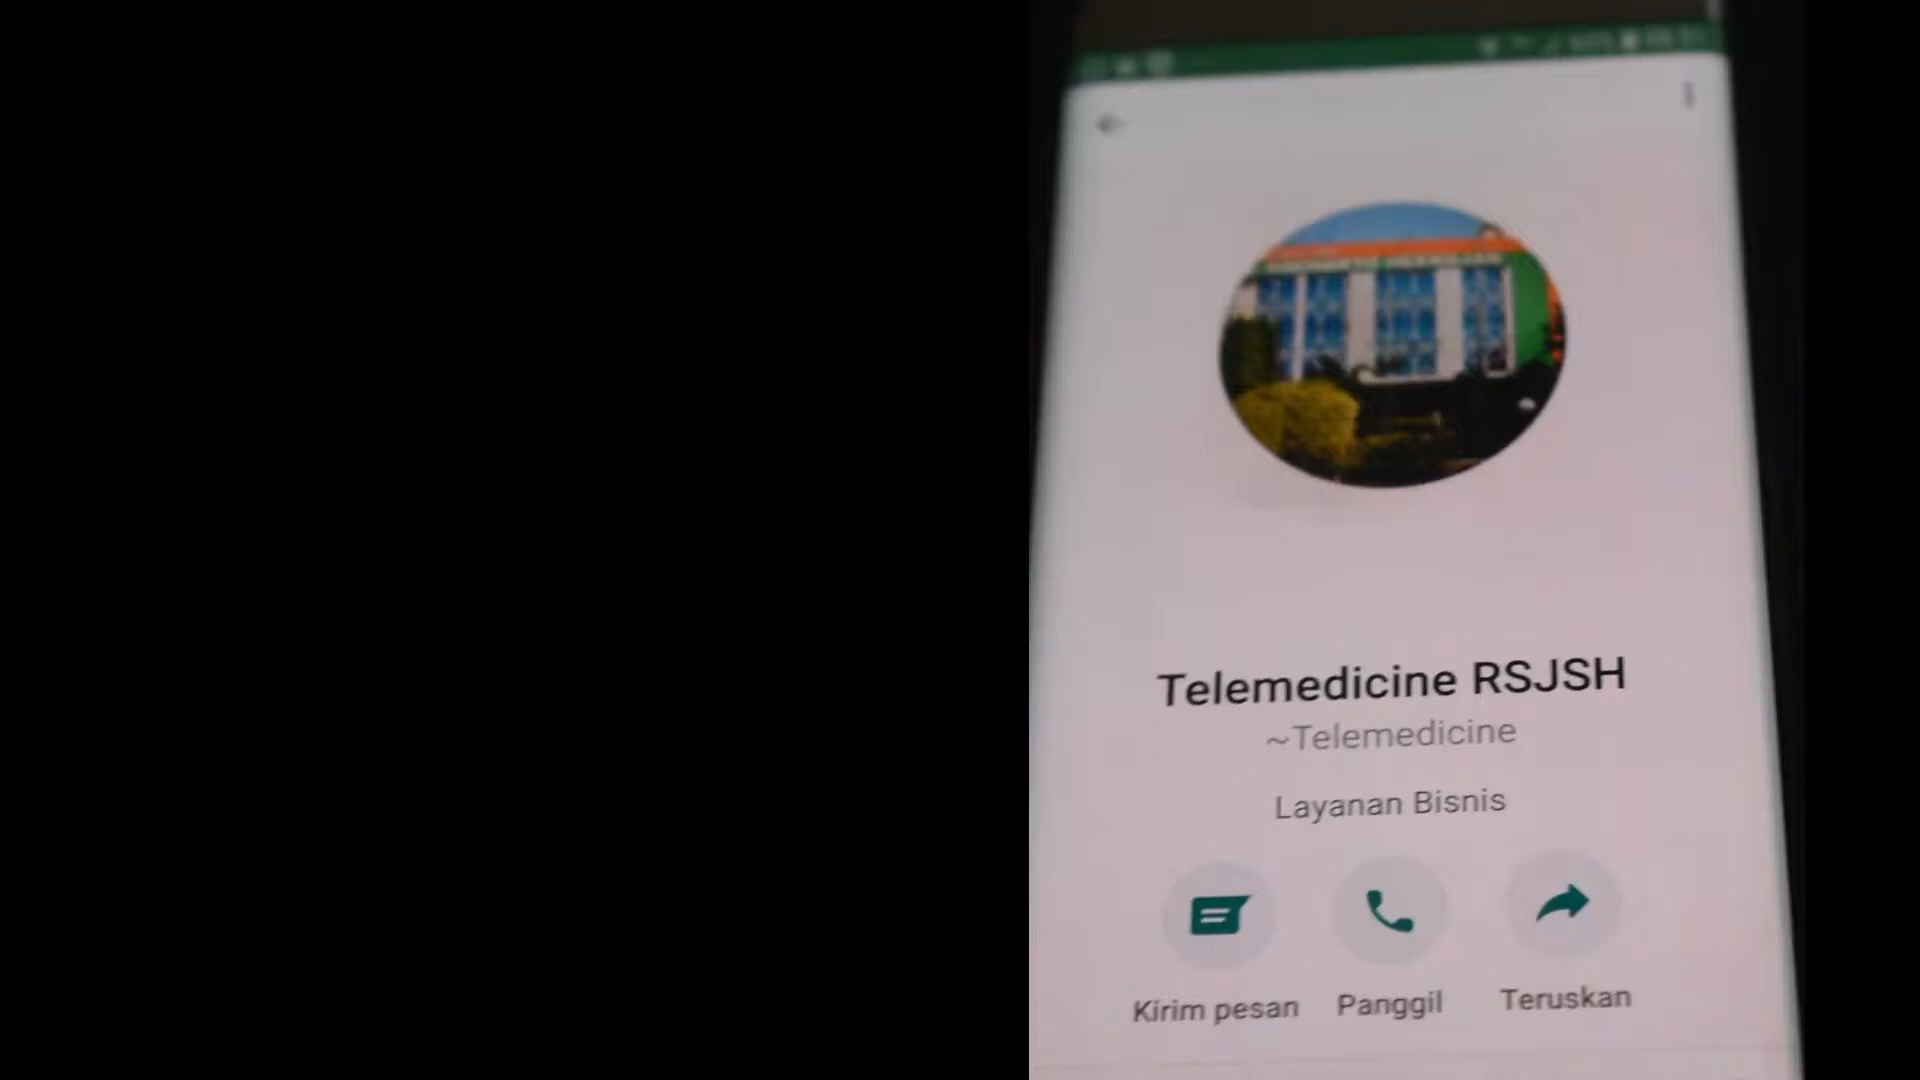 Telemedicine RSJSH
~Telemedicine
Layanan Bisnis
Kirim pesan Panggil Teruskan